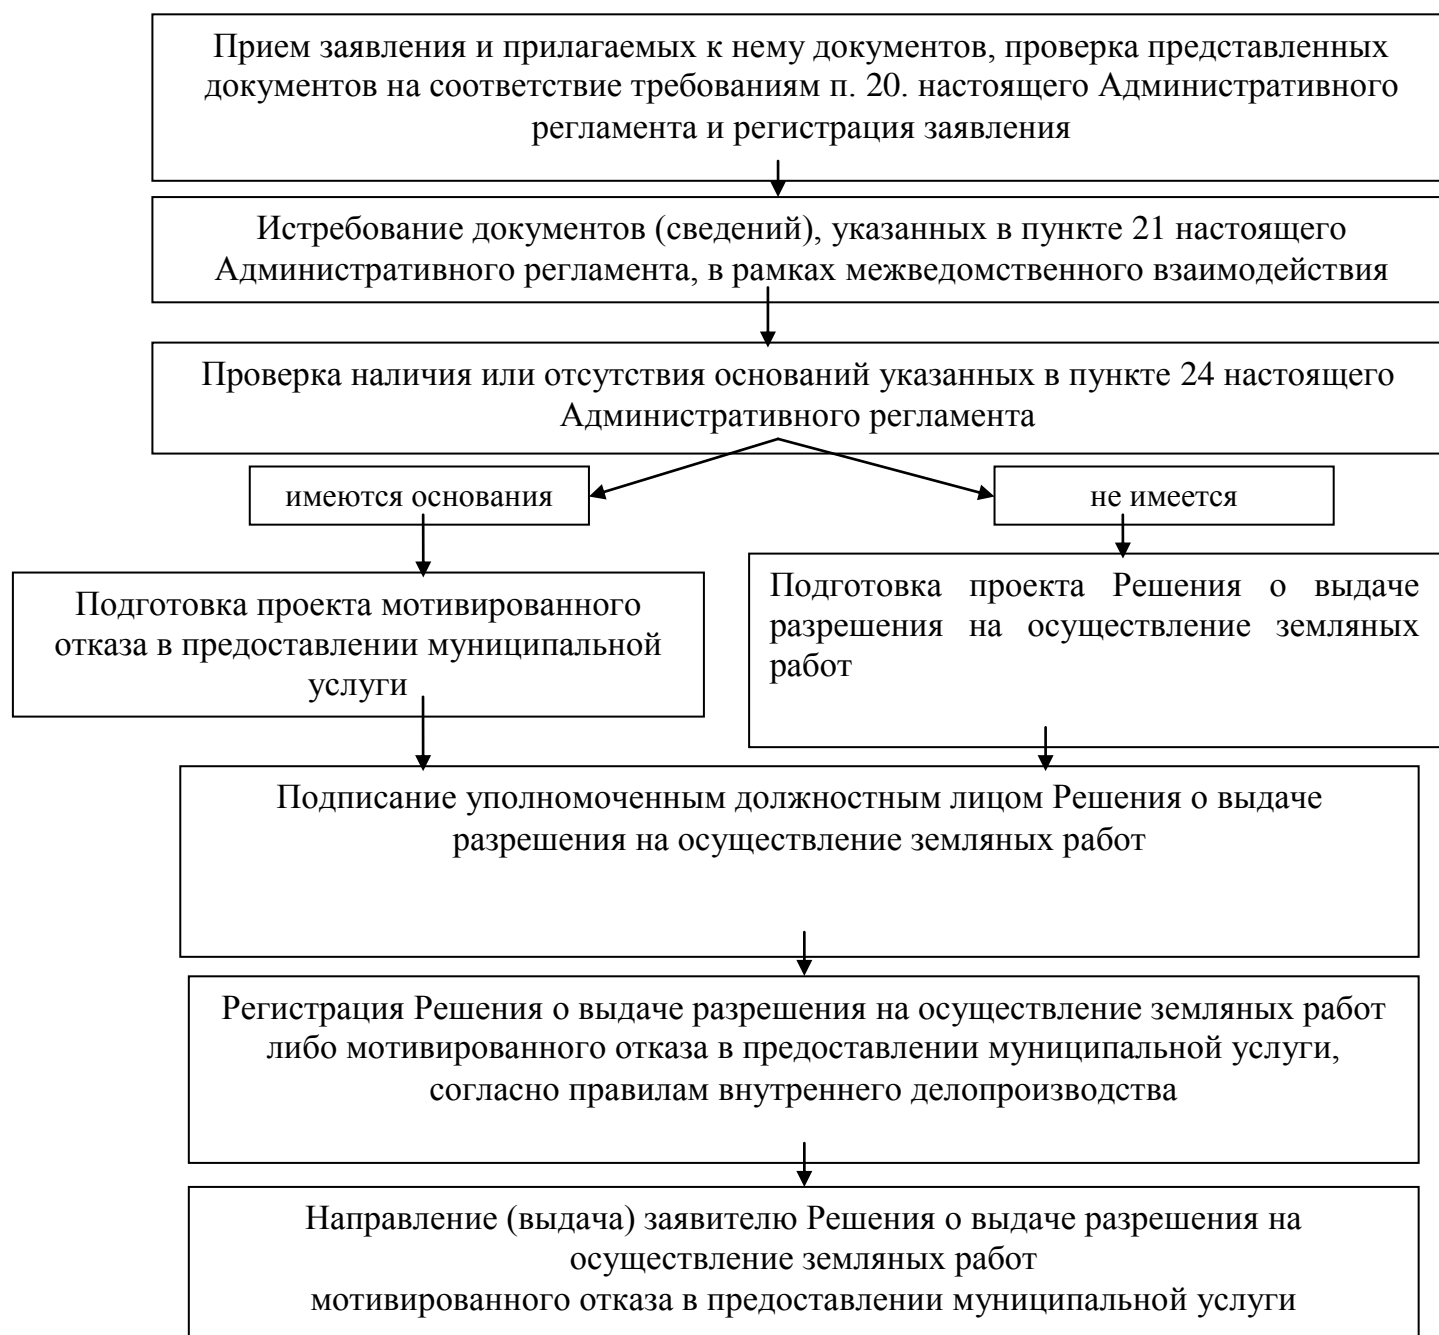 Прием заявления и прилагаемых к нему документов, проверка представленных
документов на соответствие требованиям п. 20. настоящего Административного
регламента и регистрация заявления
Истребование документов (сведений), указанных в пункте 21 настоящего
Административного регламента, в рамках межведомственного взаимодействия
Проверка наличия или отсутствия оснований указанных в пункте 24 настоящего
Административного регламента
имеются основания
не имеется
Подготовка проекта мотивированного
отказа в предоставлении муниципальной
услуги
Подготовка проекта Решения о выдаче
разрешения на осуществление земляных
работ
Подписание уполномоченным должностным лицом Решения о выдаче
разрешения на осуществление земляных работ
Регистрация Решения о выдаче разрешения на осуществление земляных работ
либо мотивированного отказа в предоставлении муниципальной услуги,
согласно правилам внутреннего делопроизводства
Направление (выдача) заявителю Решения о выдаче разрешения на
осуществление земляных работ
мотивированного отказа в предоставлении муниципальной услуги